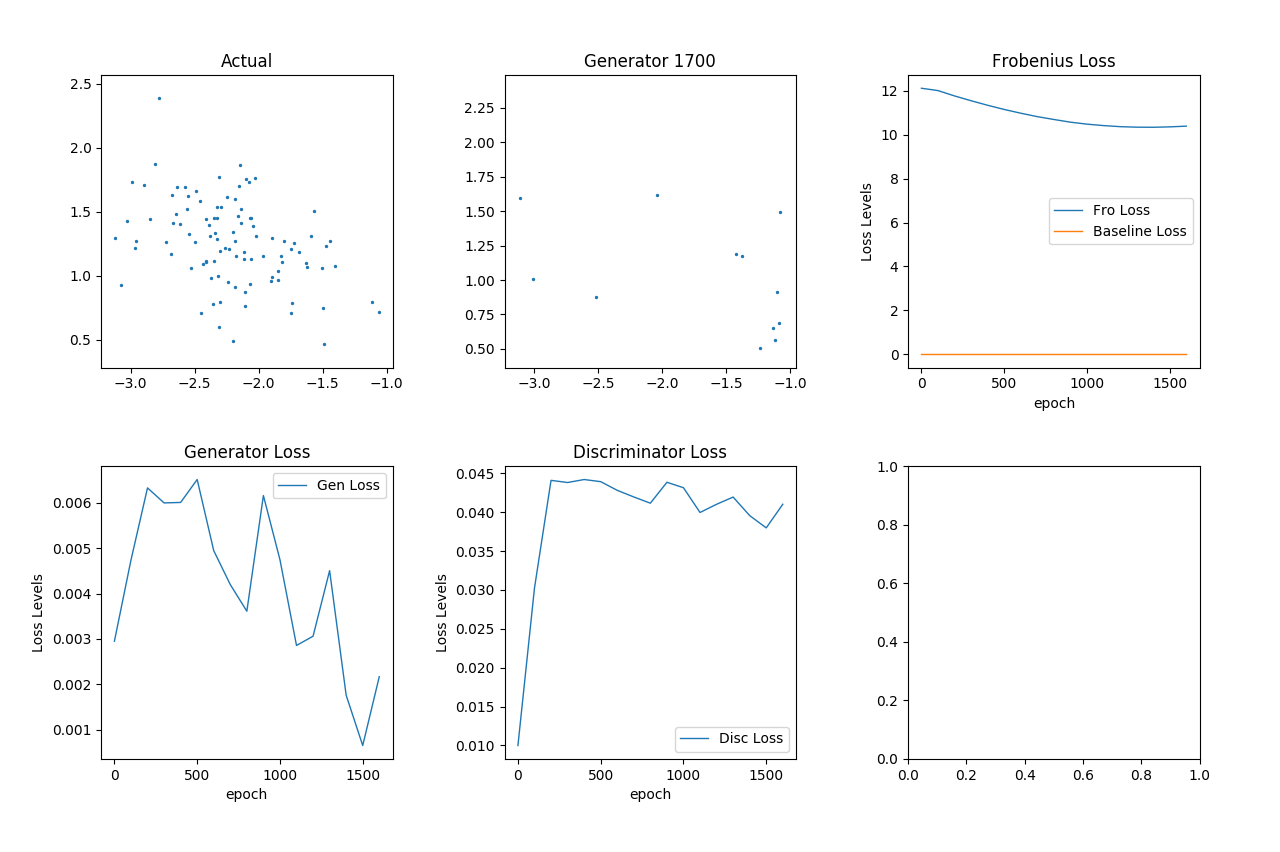 Actual
2.5
2.0
1.5
1.0
0.5
−3.0 −2.5 −2.0 −1.5 −1.0
Generator 1700
2.25
2.00
1.75
1.50
1.25
1.00
0.75
0.50
−3.0 −2.5 −2.0 −1.5 −1.0
Frobenius Loss
Loss Levels
12
10
8
6
4
2
0
Fro Loss
Baseline Loss
0 500 1000 1500
epoch
Generator Loss
Loss Levels
0.006
0.005
0.004
0.003
0.002
0.001
Gen Loss
0 500 1000 1500
epoch
Discriminator Loss
Loss Levels
0.045
0.040
0.035
0.030
0.025
0.020
0.015
0.010
Disc Loss
0 500 1000 1500
epoch
1.0
0.8
0.6
0.4
0.2
0.0
0.0 0.2 0.4 0.6 0.8 1.0